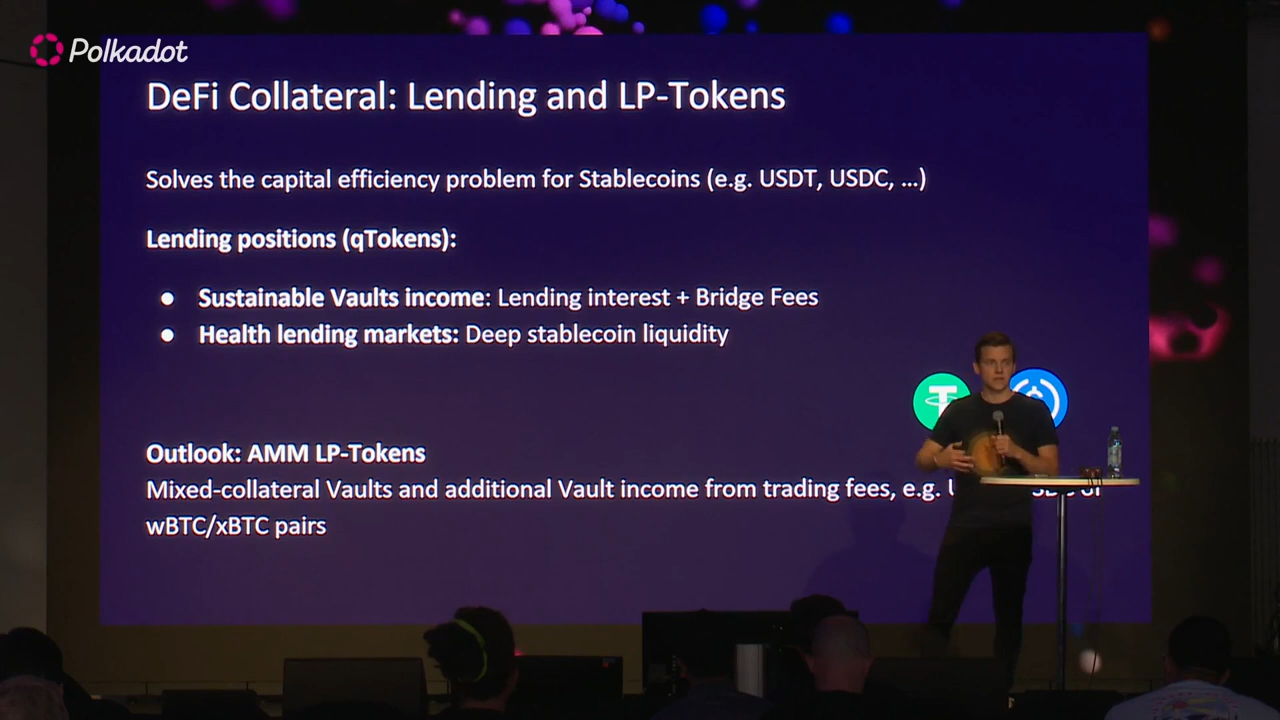 Polkadot
DeFi Collateral: Lending and LP-Tokens
Solves the capital efficiency problem for Stablecoins (e.g. USDT, USDC, ...)
Lending positions (qTokens):
● Sustainable Vaults income: Lending interest + Bridge Fees
● Health lending markets: Deep stablecoin liquidity
Outlook: AMM LP-Tokens
Mixed-collateral Vaults and additional Vault income from trading fees, e.g.
wBTC/xBTC pairs